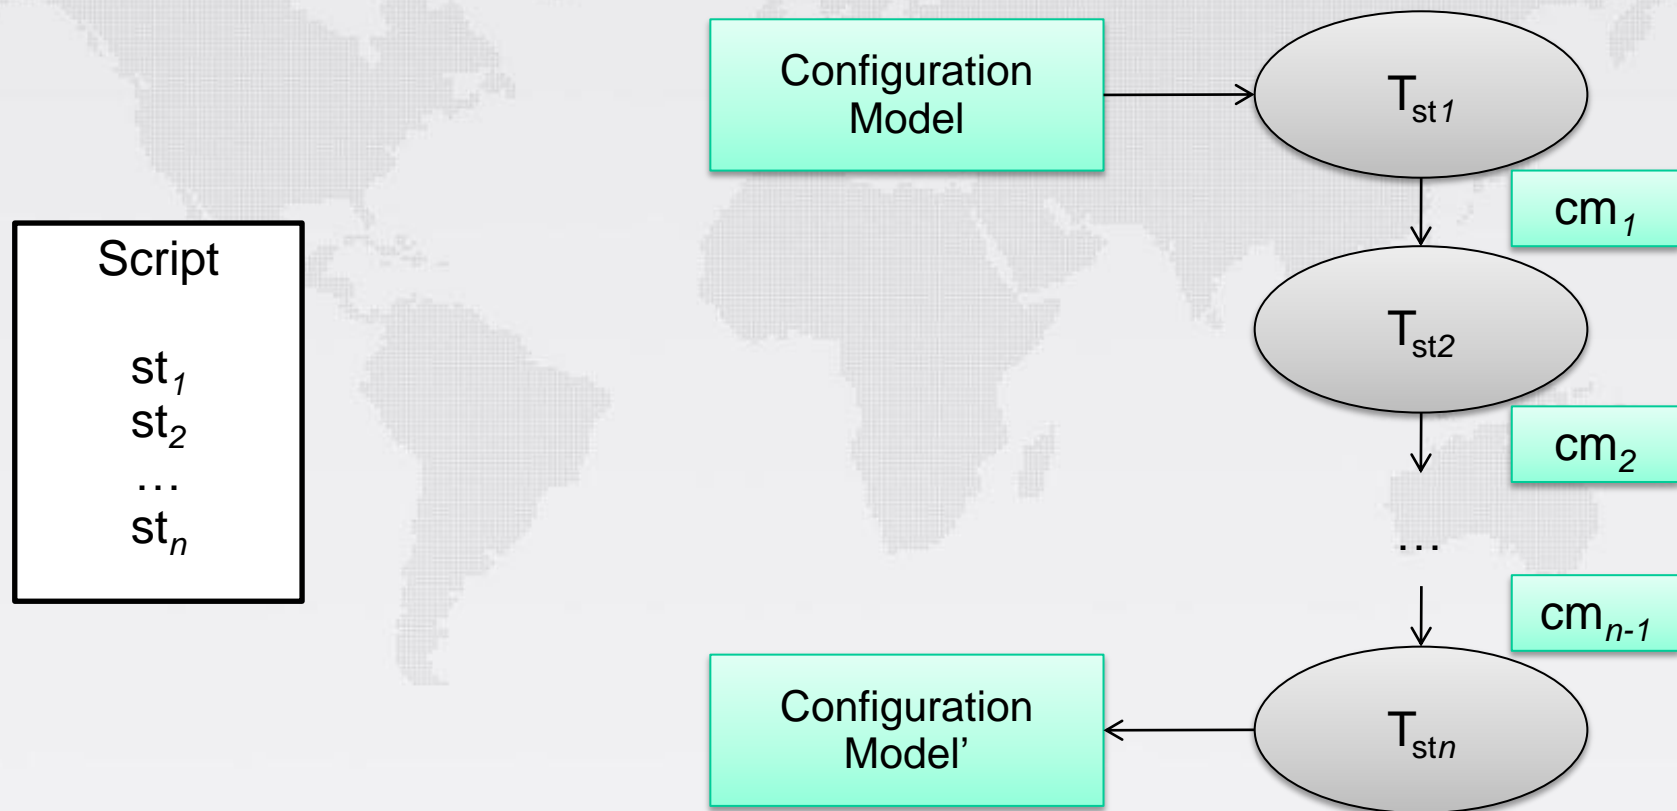 Script
st₁
st₂
…
stₙ
Configuration
Model
Tst1
cm₁
Tst2
cm₂
…
cmn-1
Tstn
Configuration
Model’